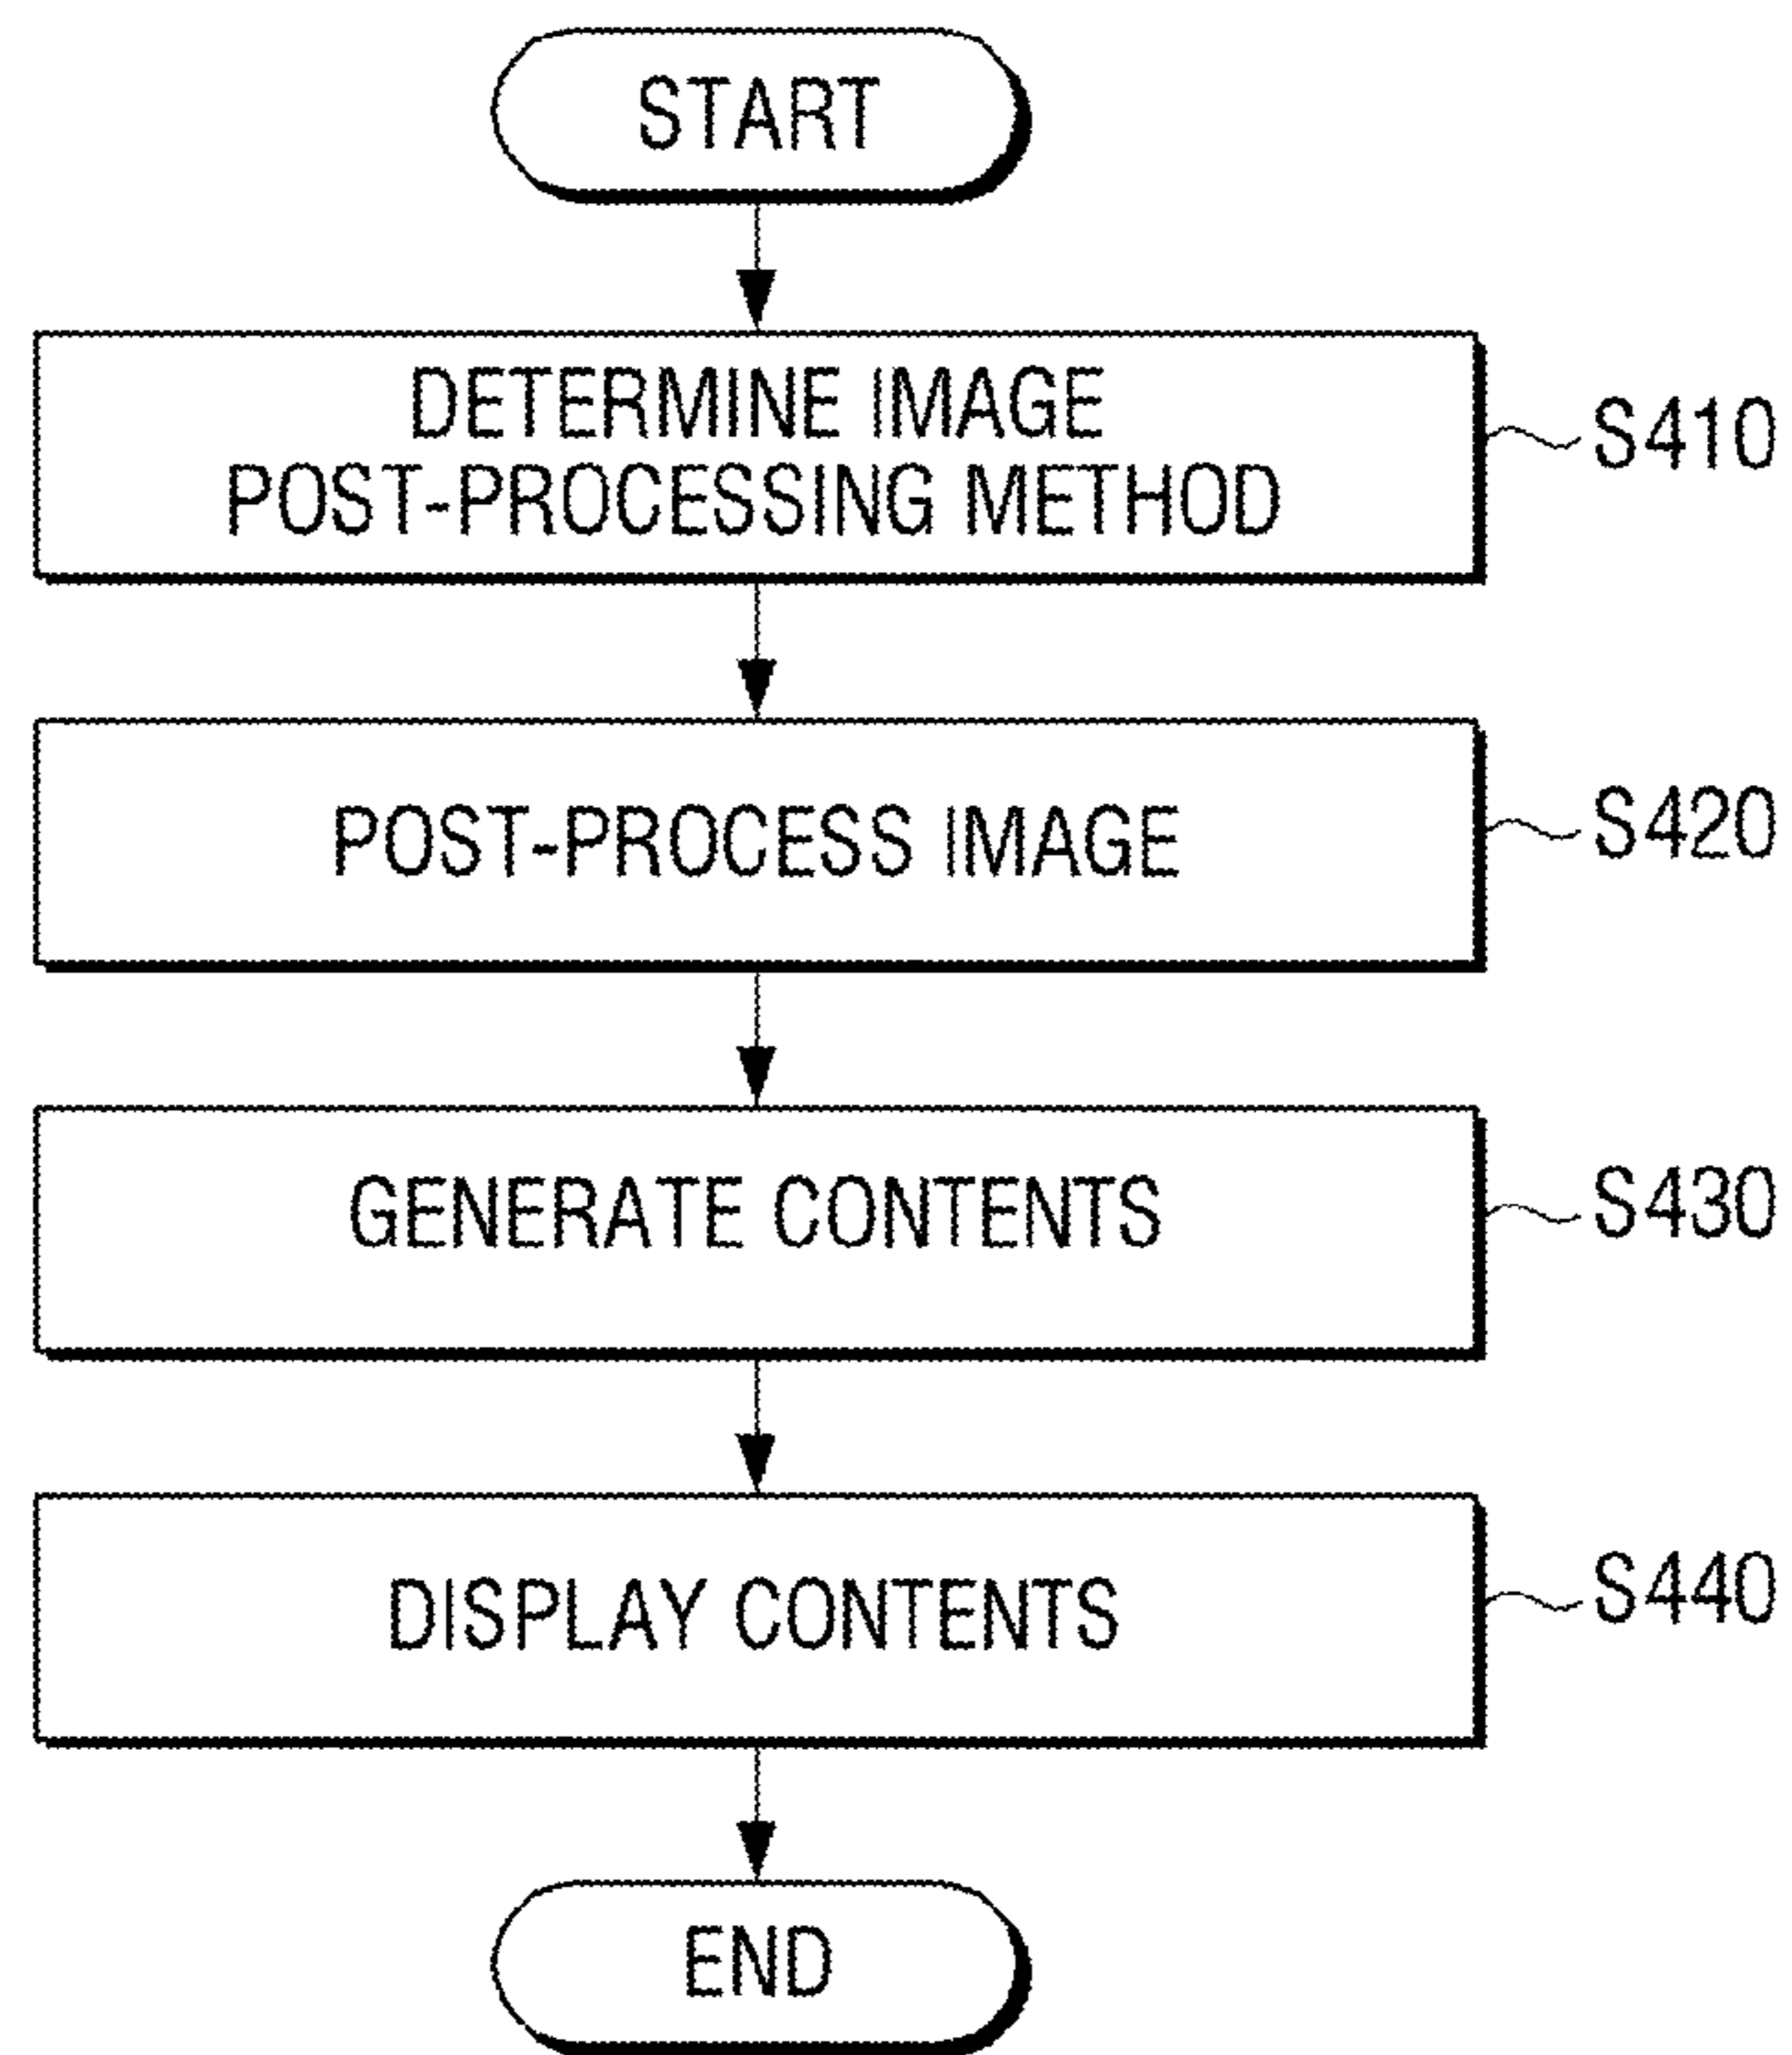 START
DETERMINE IMAGE
POST-PROCESSING METHOD
S410
POST-PROCESS IMAGE
S420
GENERATE CONTENTS
S430
DISPLAY CONTENTS
S440
END